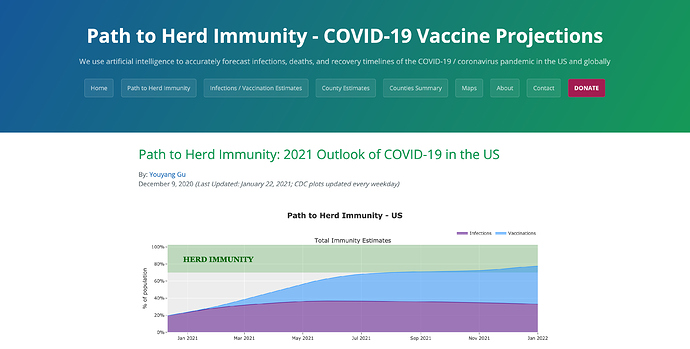 Path to Herd Immunity - COVID-19 Vaccine Projections
We use artificial intelligence to accurately forecast infections, deaths, and recovery timelines of the COVID-19 / coronavirus pandemic in the US and globally
Home Path to Herd Immunity Infections / Vaccination Estimates County Estimates Counties Summary Maps About Contact DONATE
Path to Herd Immunity: 2021 Outlook of COVID-19 in the US
By: Youyang Gu
December 9, 2020 (Last Updated: January 22, 2021; CDC plots updated every weekday)
Path to Herd Immunity - US
Infections Vaccinations
Total Immunity Estimates
100%
HERD IMMUNITY
80%
60%
% of population
40%
20%
0%
Jan 2021 Mar 2021 May 2021 Jul 2021 Sep 2021 Nov 2021 Jan 2022